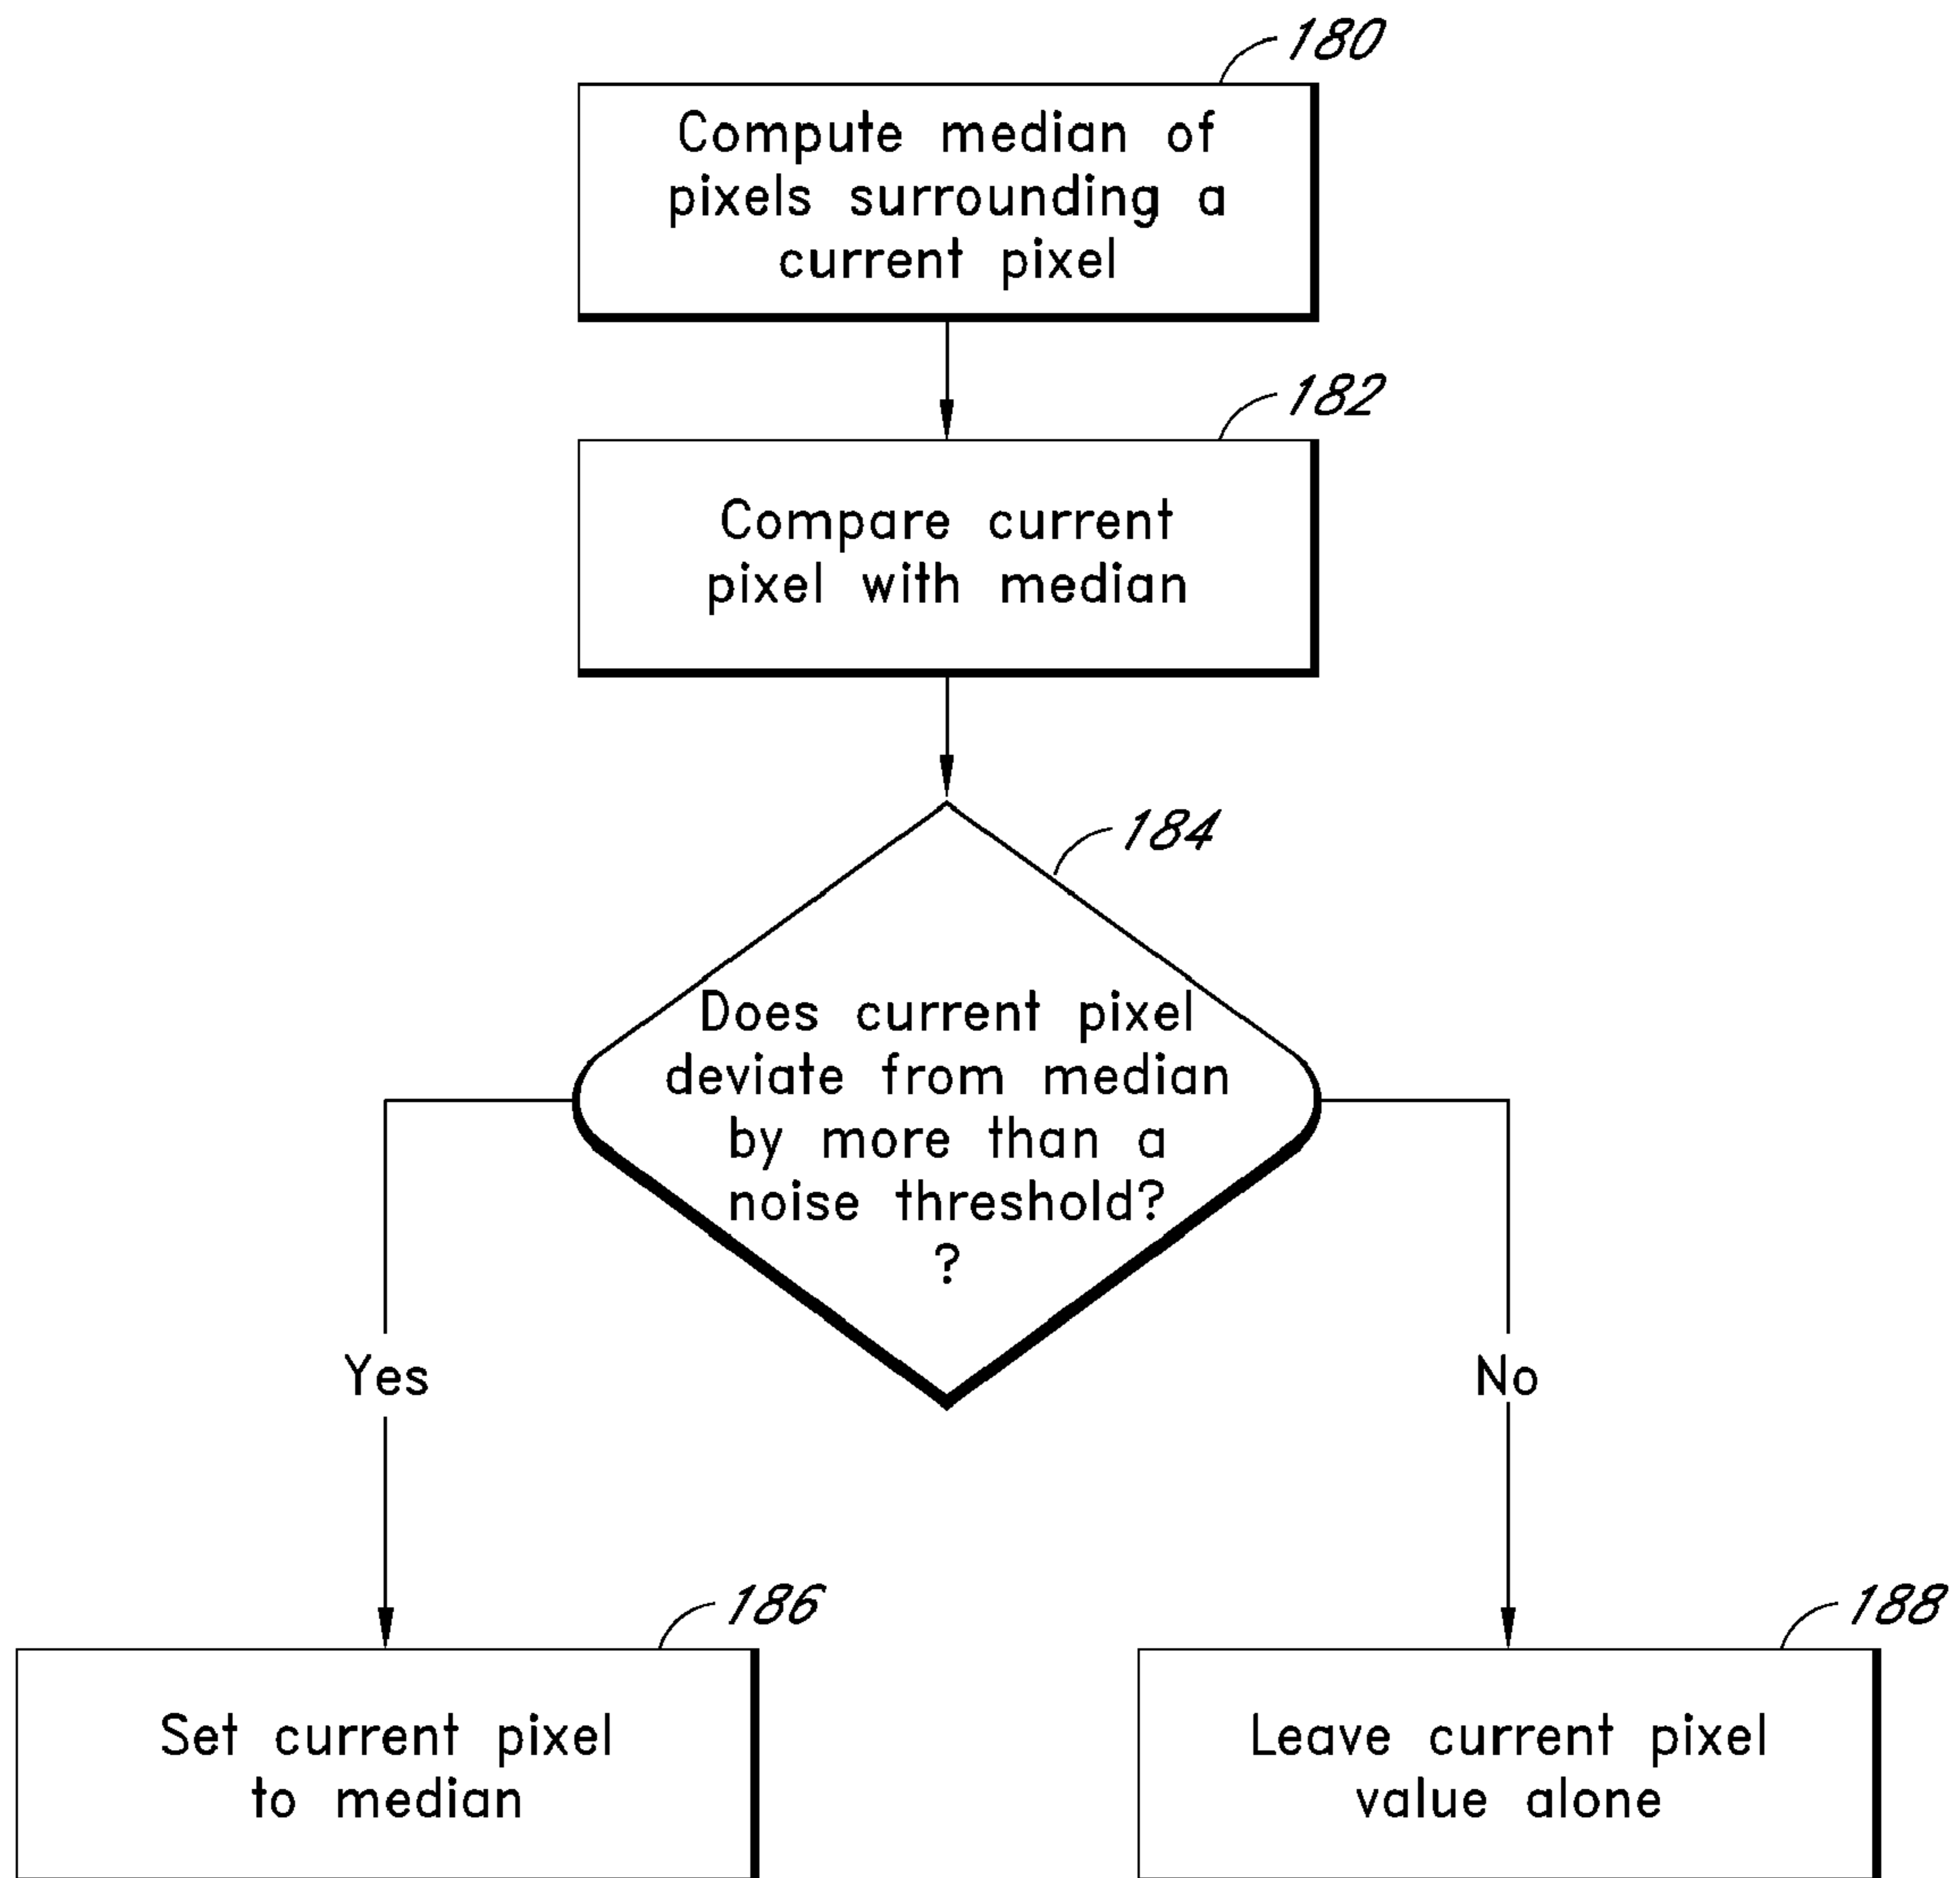 180
Compute median of
pixels surrounding a
current pixel
182
Compare current
pixel with median
184
Does current pixel
deviate from median
by more than a
noise threshold?
?
Yes
No
186
Set current pixel
to median
188
Leave current pixel
value alone